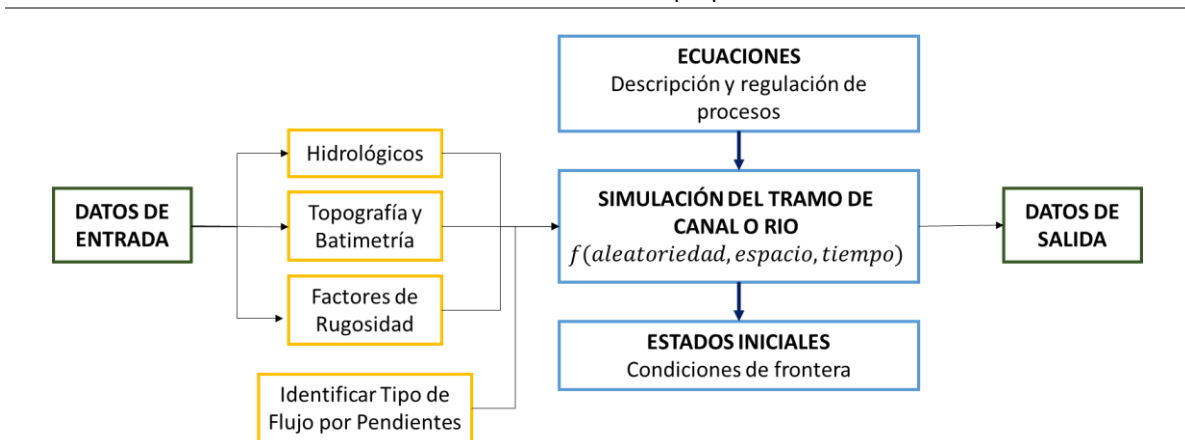 ECUACIONES
Descripción y regulación de
procesos
Hidrológicos
DATOS DE
ENTRADA
Topografía y
Batimetría
SIMULACIÓN DEL TRAMO DE
CANAL O RIO
f(aleatoriedad, espacio, tiempo)
DATOS DE
SALIDA
Factores de
Rugosidad
ESTADOS INICIALES
Condiciones de frontera
Identificar Tipo de
Flujo por Pendientes